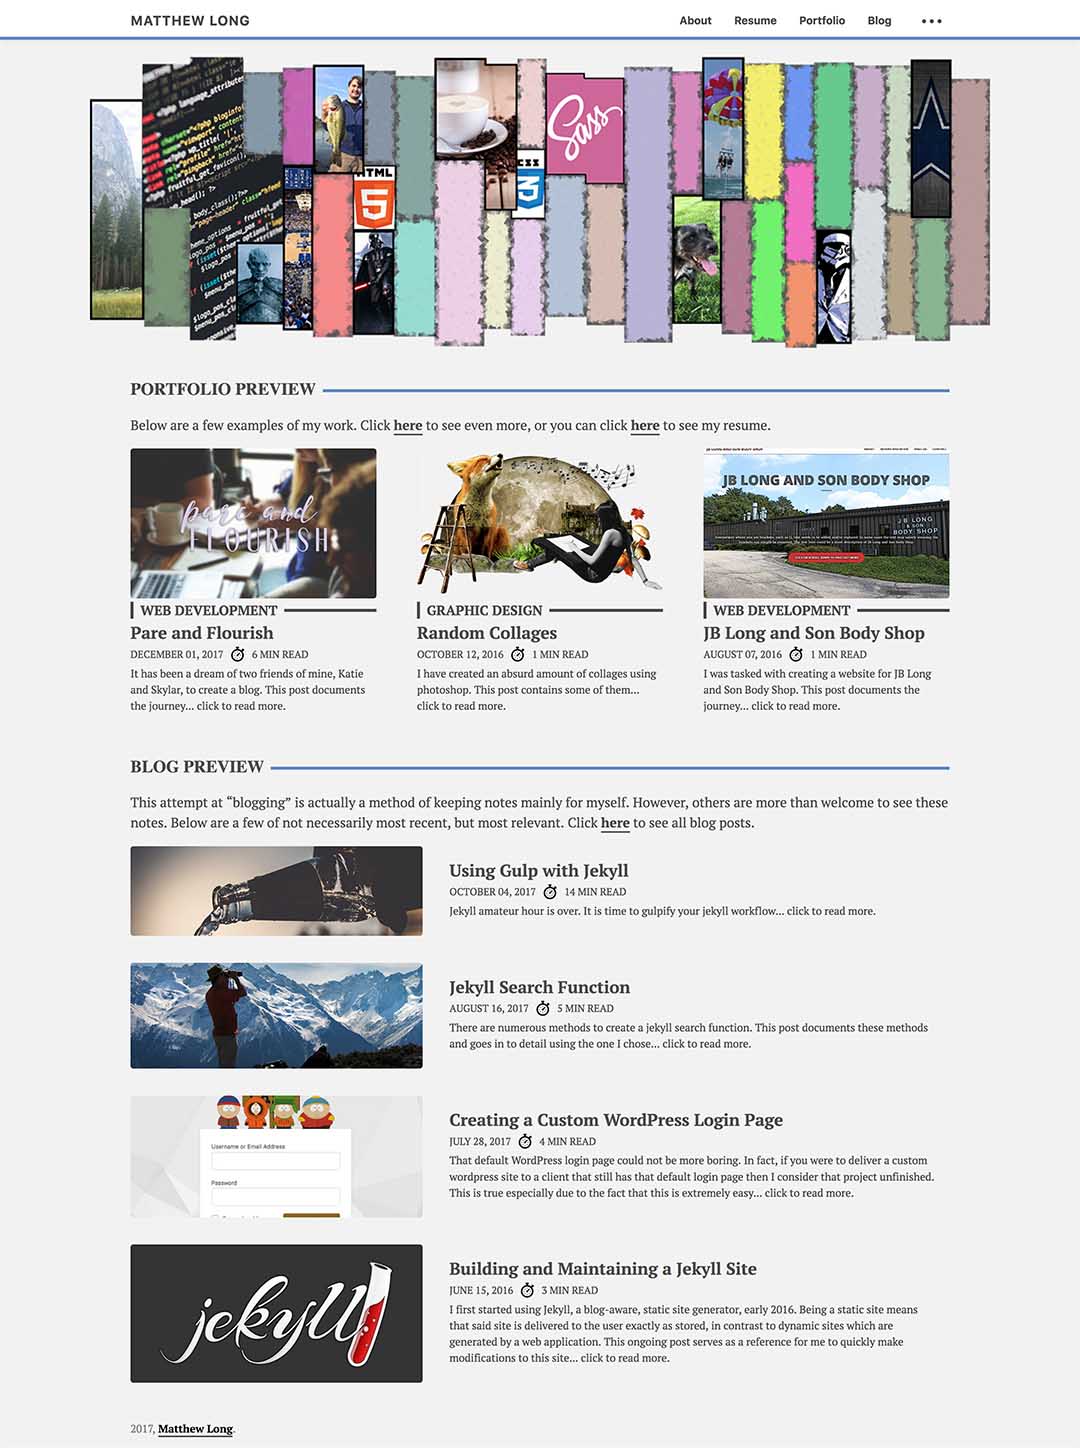 MATTHEW LONG
About Resume Portfolio Blog
HTML
5
CSS
3
Sass
PORTFOLIO PREVIEW
Below are a few examples of my work. Click here to see even more, or you can click here to see my resume.
pare and
FLOURISH
JB LONG AND SON BODY SHOP
JB LONG
& SON
BODY SHOP
WEB DEVELOPMENT
Pare and Flourish
DECEMBER 01, 2017 6 MIN READ
It has been a dream of two friends of mine, Katie
and Skylar, to create a blog. This post documents
the journey... click to read more.
GRAPHIC DESIGN
Random Collages
OCTOBER 12, 2016 1 MIN READ
I have created an absurd amount of collages using
photoshop. This post contains some of them...
click to read more.
WEB DEVELOPMENT
JB Long and Son Body Shop
AUGUST 07, 2016 1 MIN READ
I was tasked with creating a website for JB Long
and Son Body Shop. This post documents the
journey... click to read more.
BLOG PREVIEW
This attempt at “blogging” is actually a method of keeping notes mainly for myself. However, others are more than welcome to see these
notes. Below are a few of not necessarily most recent, but most relevant. Click here to see all blog posts.
Using Gulp with Jekyll
OCTOBER 04, 2017 14 MIN READ
Jekyll amateur hour is over. It is time to gulpify your jekyll workflow... click to read more.
Jekyll Search Function
AUGUST 16, 2017 5 MIN READ
There are numerous methods to create a jekyll search function. This post documents these methods
and goes in to detail using the one I chose... click to read more.
Username or Email Address
Password
Creating a Custom WordPress Login Page
JULY 28, 2017 4 MIN READ
That default WordPress login page could not be more boring. In fact, if you were to deliver a custom
wordpress site to a client that still has that default login page then I consider that project unfinished.
This is true especially due to the fact that this is extremely easy... click to read more.
jekyll
Building and Maintaining a Jekyll Site
JUNE 15, 2016 3 MIN READ
I first started using Jekyll, a blog-aware, static site generator, early 2016. Being a static site means
that said site is delivered to the user exactly as stored, in contrast to dynamic sites which are
generated by a web application. This ongoing post serves as a reference for me to quickly make
modifications to this site... click to read more.
2017, Matthew Long.